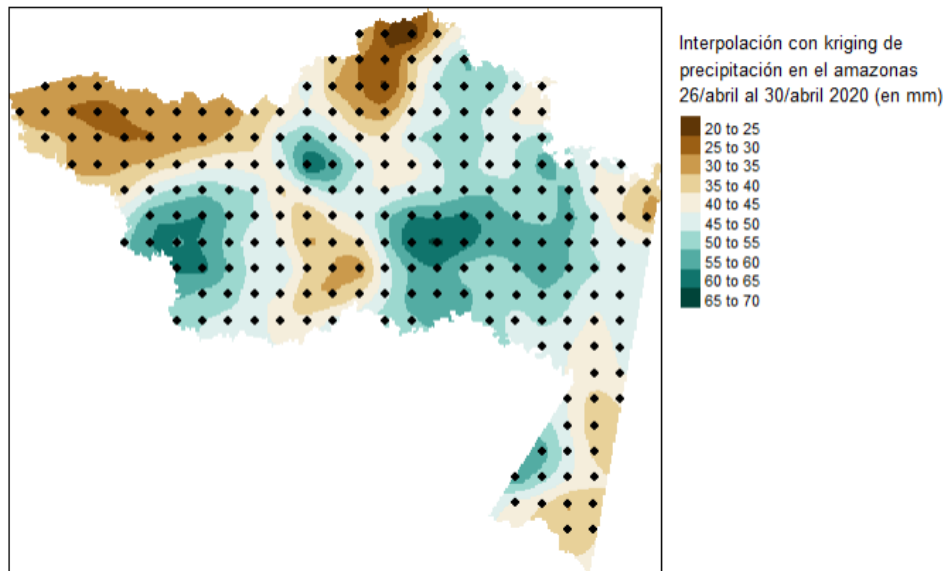 Interpolación con kriging de
precipitación en el amazonas
26/abril al 30/abril 2020 (en mm)
20 to 25
25 to 30
30 to 35
35 to 40
40 to 45
45 to 50
50 to 55
55 to 60
60 to 65
65 to 70